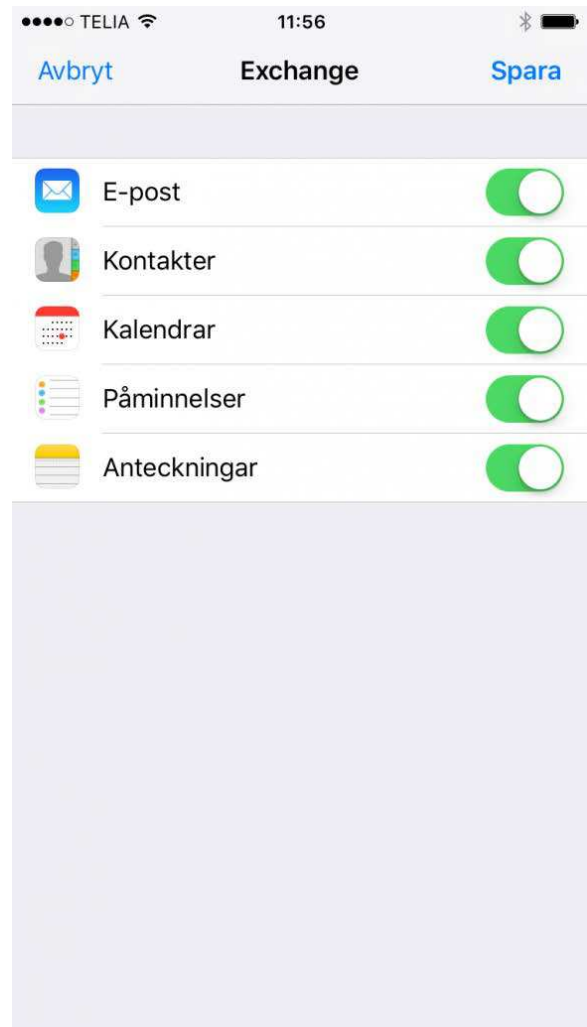 TELIA 11:56
Avbryt Exchange Spara
E-post
Kontakter
Kalendrar
Påminnelser
Anteckningar